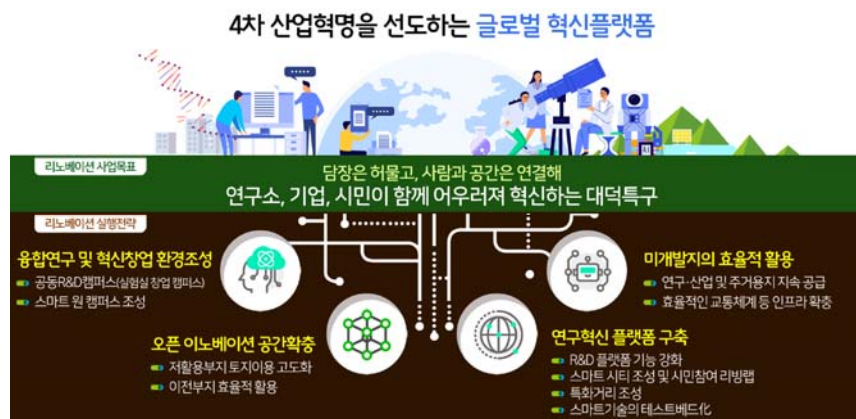 4차 산업혁명을 선도하는 글로벌 혁신플랫폼
리노베이션 사업목표
담장은 허물고, 사람과 공간은 연결해
연구소, 기업, 시민이 함께 어우러져 혁신하는 대덕특구
리노베이션 실행전략
융합연구 및 혁신창업 환경조성
공동R&D캠퍼스(실험실 창업 캠퍼스)
스마트 원 캠퍼스 조성
오픈 이노베이션 공간확충
저활용부지 토지이용 고도화
이전부지 효율적 활용
미개발지의 효율적 활용
연구·산업 및 주거용지 지속 공급
효율적인 교통체계 등 인프라 확충
연구혁신 플랫폼 구축
R&D 플랫폼 기능 강화
스마트 시티 조성 및 시민참여 리빙랩
특화거리 조성
스마트기술의 테스트베드化